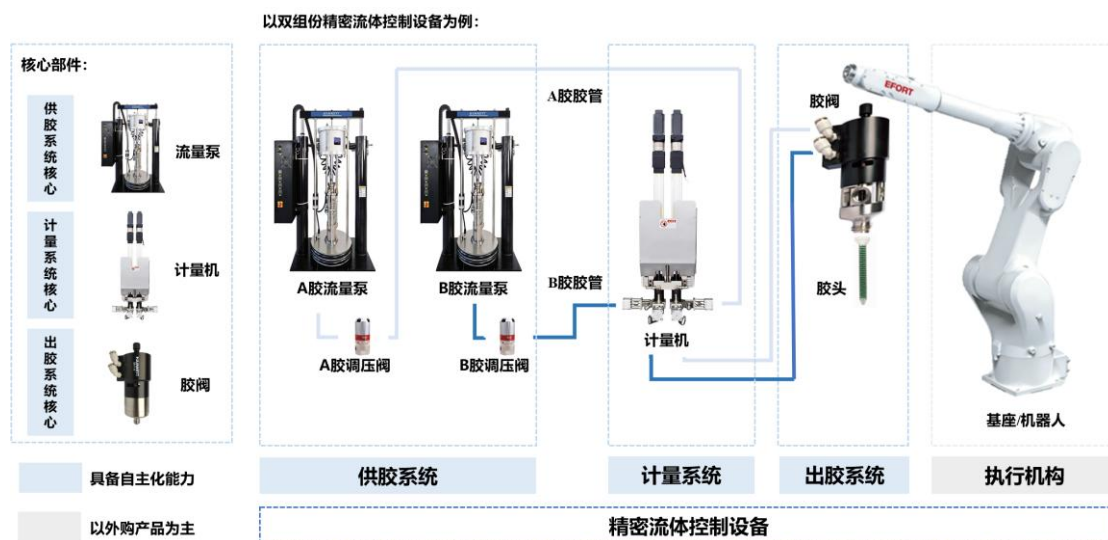 以双组份精密流体控制设备为例：
核心部件：
供胶系统核心
流量泵
计量系统核心
计量机
出胶系统核心
胶阀
具备自主化能力
以外购产品为主
A胶流量泵
B胶流量泵
A胶调压阀
B胶调压阀
A胶胶管
B胶胶管
计量机
胶阀
胶头
EFORT
基座/机器人
供胶系统
计量系统
出胶系统
执行机构
精密流体控制设备